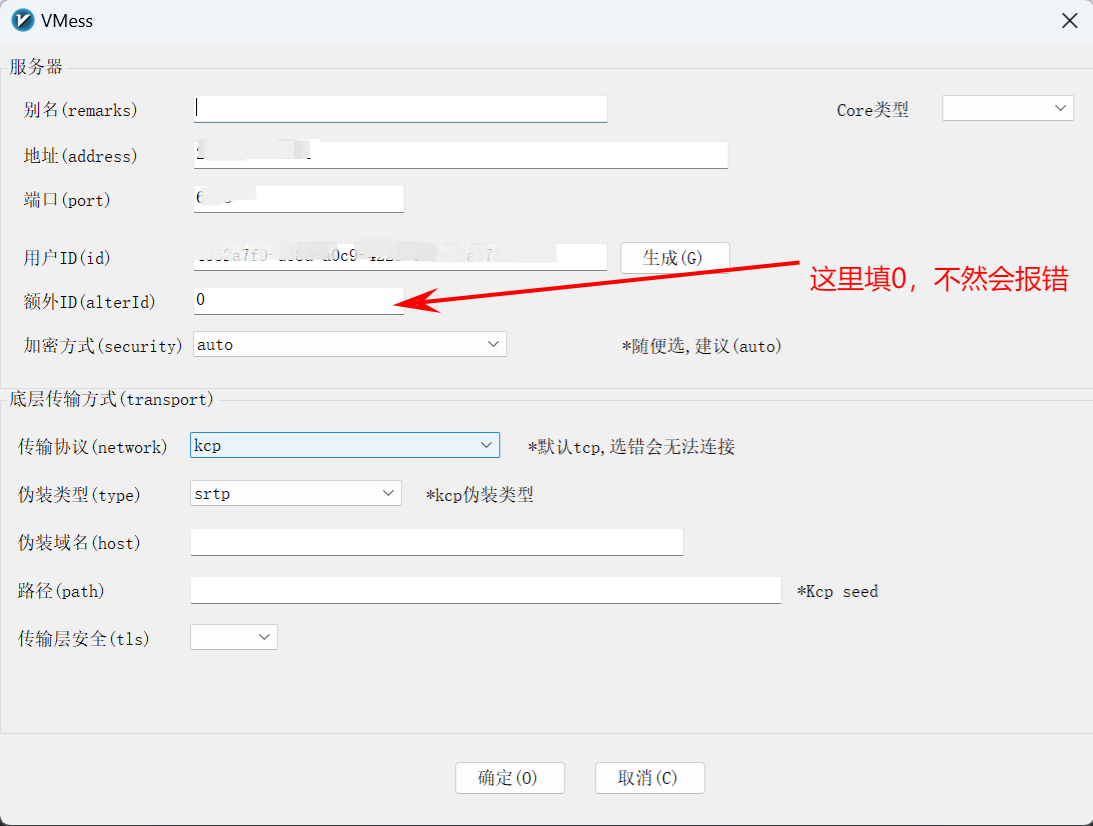 VMess
服务器
别名(remarks)
Core类型
地址(address)
端口(port)
用户ID(id)
生成(G)
这里填0，不然会报错
额外ID(alterId)
0
加密方式(security)
auto
*随便选,建议(auto)
底层传输方式(transport)
传输协议(network)
kcp
*默认tcp,选错会无法连接
伪装类型(type)
srtp
*kcp伪装类型
伪装域名(host)
路径(path)
*Kcp seed
传输层安全(tls)
确定(O)
取消(C)